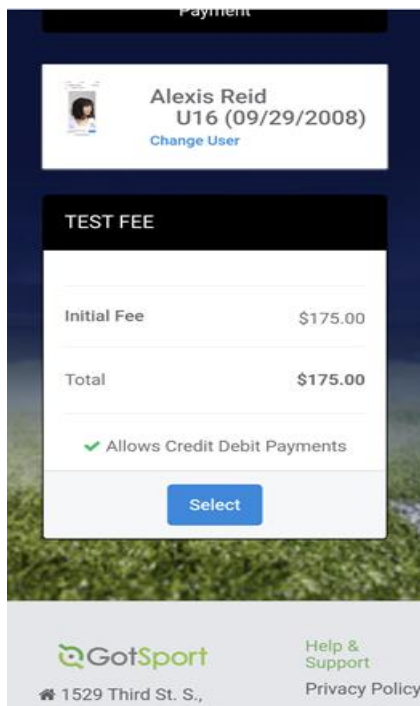 Payment
Alexis Reid
U16 (09/29/2008)
Change User
TEST FEE
Initial Fee $175.00
Total $175.00
Allows Credit Debit Payments
Select
GotSport
Help &
Support
1529 Third St. S.,
Privacy Policy